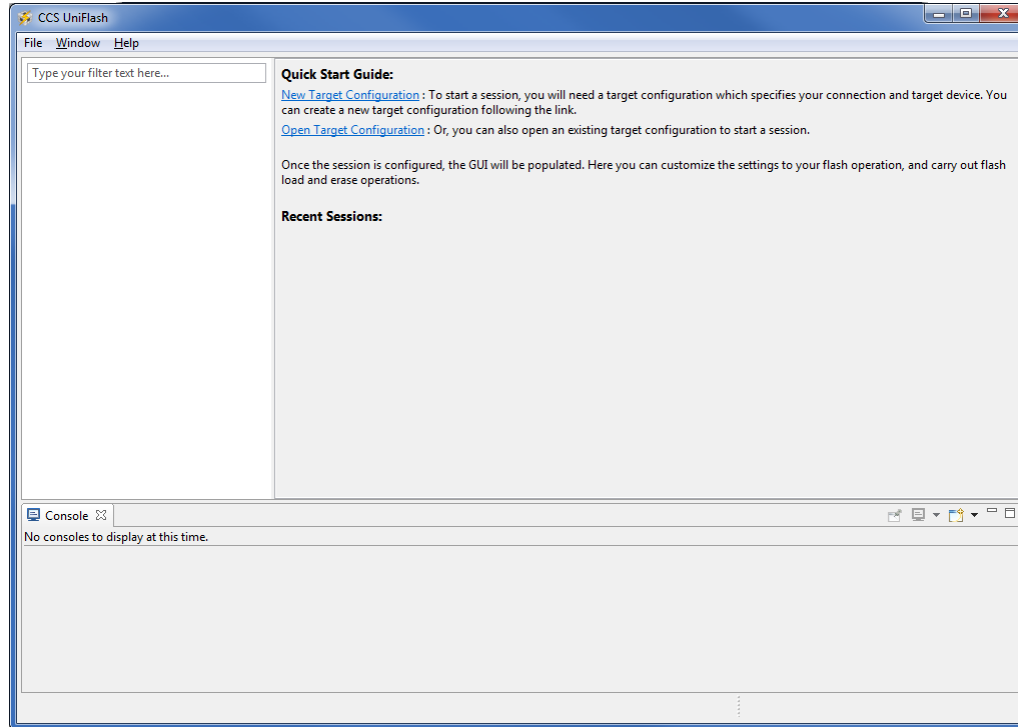 CCS UniFlash
File Window Help
Type your filter text here...
Quick Start Guide:
New Target Configuration : To start a session, you will need a target configuration which specifies your connection and target device. You
can create a new target configuration following the link.
Open Target Configuration : Or, you can also open an existing target configuration to start a session.
Once the session is configured, the GUI will be populated. Here you can customize the settings to your flash operation, and carry out flash
load and erase operations.
Recent Sessions:
Console
No consoles to display at this time.